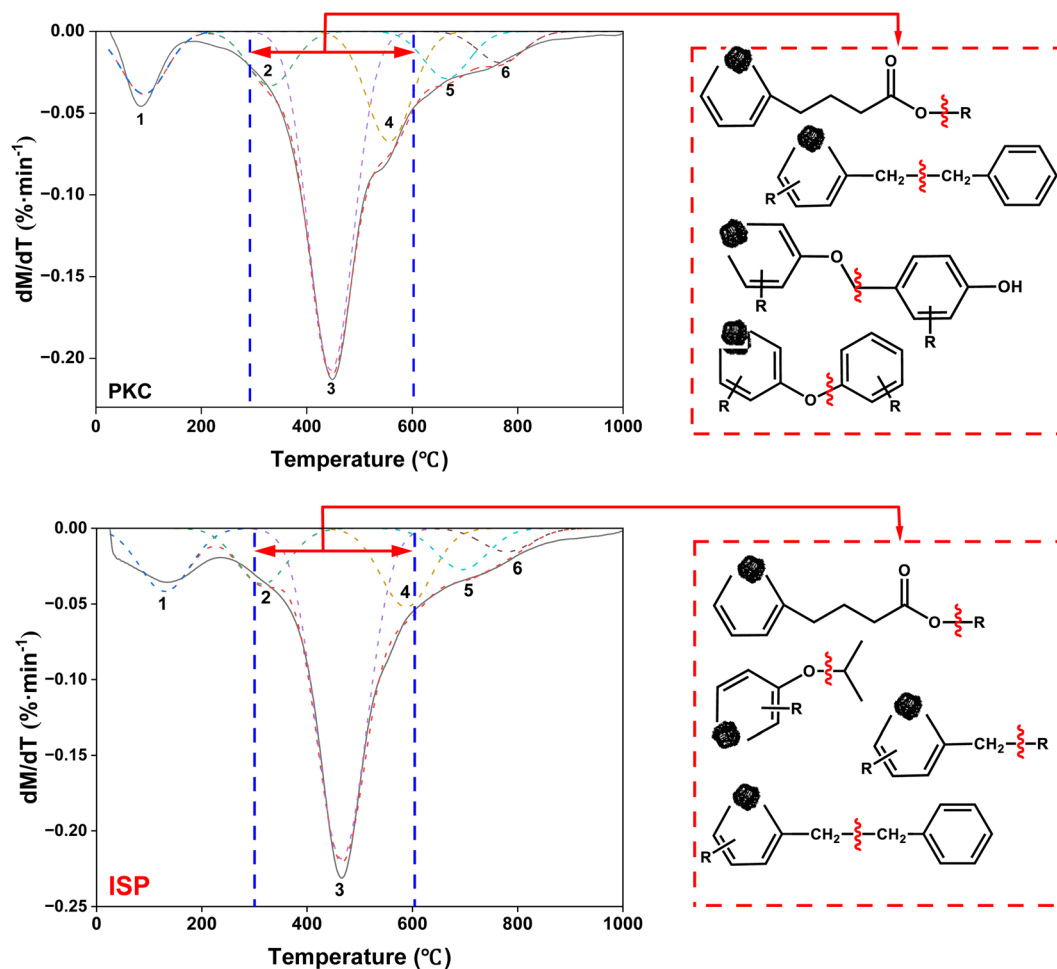 0.00
−0.05
−0.10
−0.15
−0.20
dM/dT (%·min⁻¹)
1
2
3
4
5
6
PKC
0 200 400 600 800 1000
Temperature (℃)
O
O R
R CH₂ CH₂
O
R
OH
R
R O R
0.00
−0.05
−0.10
−0.15
−0.20
−0.25
dM/dT (%·min⁻¹)
1
2
3
4
5
6
ISP
0 200 400 600 800 1000
Temperature (℃)
O
O R
O
R
CH₂ R
R
R CH₂ CH₂